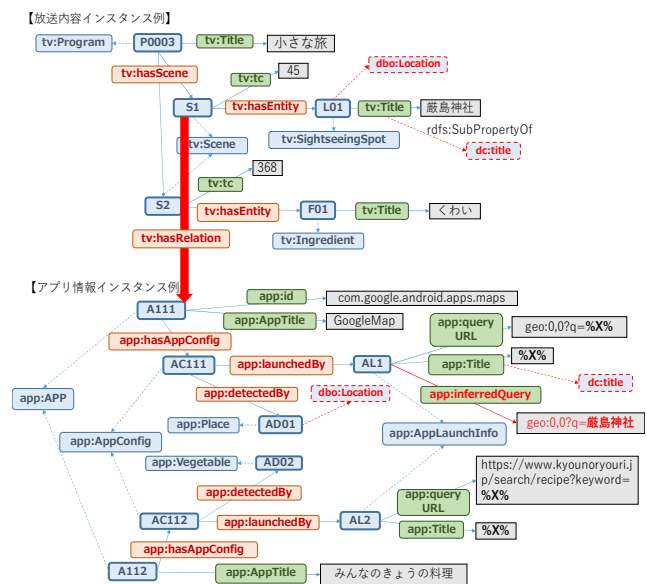 【放送内容インスタンス例】
tv:Program
P0003
tv:Title
小さな旅
tv:hasScene
tv:tc
45
dbo:Location
S1
tv:hasEntity
L01
tv:Title
厳島神社
rdfs:SubPropertyOf
tv:Scene
tv:SightseeingSpot
dc:title
tv:tc
368
S2
tv:hasEntity
F01
tv:Title
くわい
tv:hasRelation
tv:Ingredient
【アプリ情報インスタンス例】
A111
app:id
com.google.android.apps.maps
app:AppTitle
GoogleMap
app:query
URL
geo:0,0?q=%X%
app:hasAppConfig
AC111
app:launchedBy
AL1
app:Title
%X%
dc:title
app:detectedBy
dbo:Location
app:inferredQuery
app:APP
app:Place
AD01
geo:0,0?q=厳島神社
app:AppConfig
app:AppLaunchInfo
app:Vegetable
AD02
https://www.kyounoryouri.j
p/search/recipe?keyword=
%X%
app:detectedBy
app:query
URL
AC112
app:launchedBy
AL2
app:Title
%X%
app:hasAppConfig
A112
app:AppTitle
みんなのきょうの料理